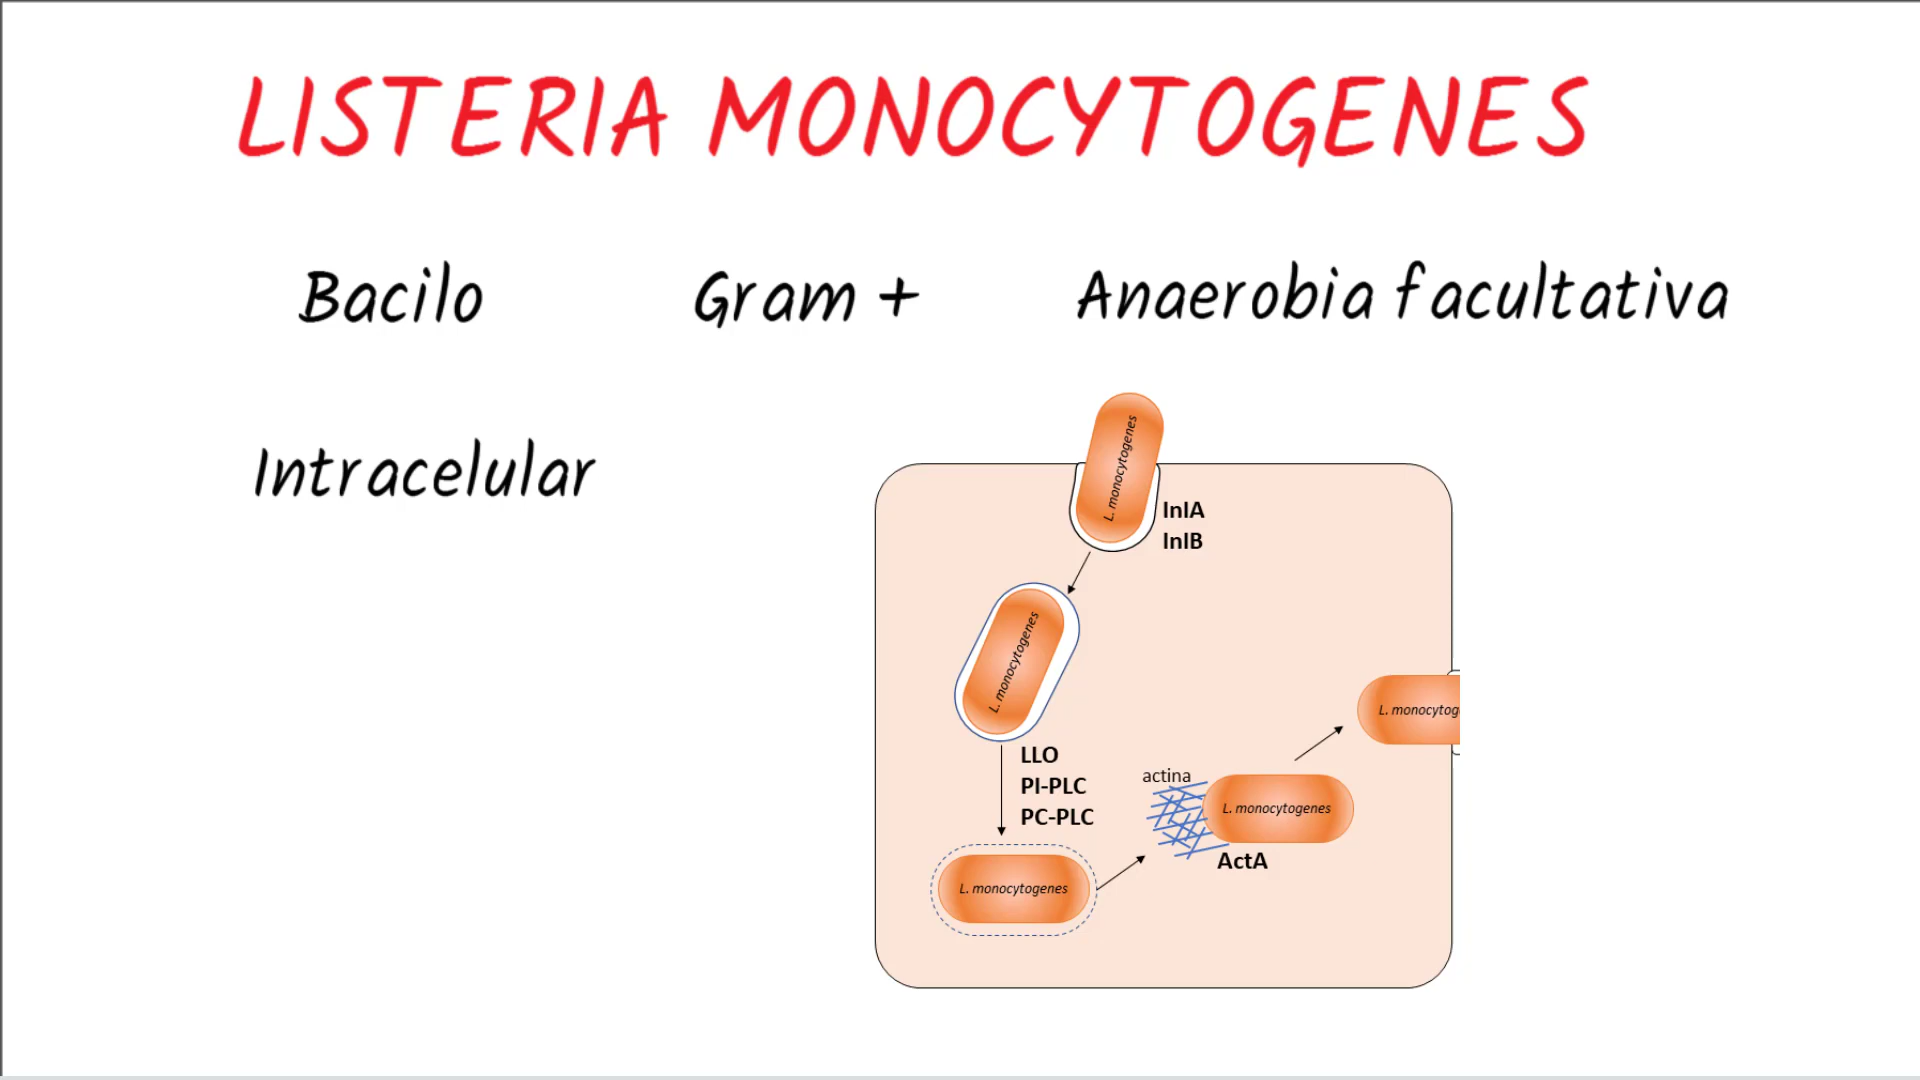 LISTERIA MONOCYTOGENES
Bacilo Gram + Anaerobia facultativa
Intracelular
L. monocytogenes
InlA
InlB
L. monocytogenes
LLO
PI-PLC
PC-PLC
L. monocytogenes
actina
L. monocytogenes
ActA
L. monocytog